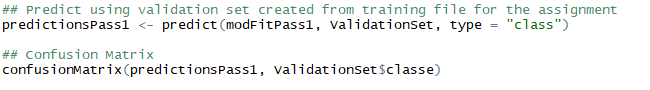 ## Predict using validation set created from training file for the assignment
predictionsPass1 <- predict(modFitPass1, ValidationSet, type = "class")
## Confusion Matrix
confusionMatrix(predictionsPass1, ValidationSet$classe)